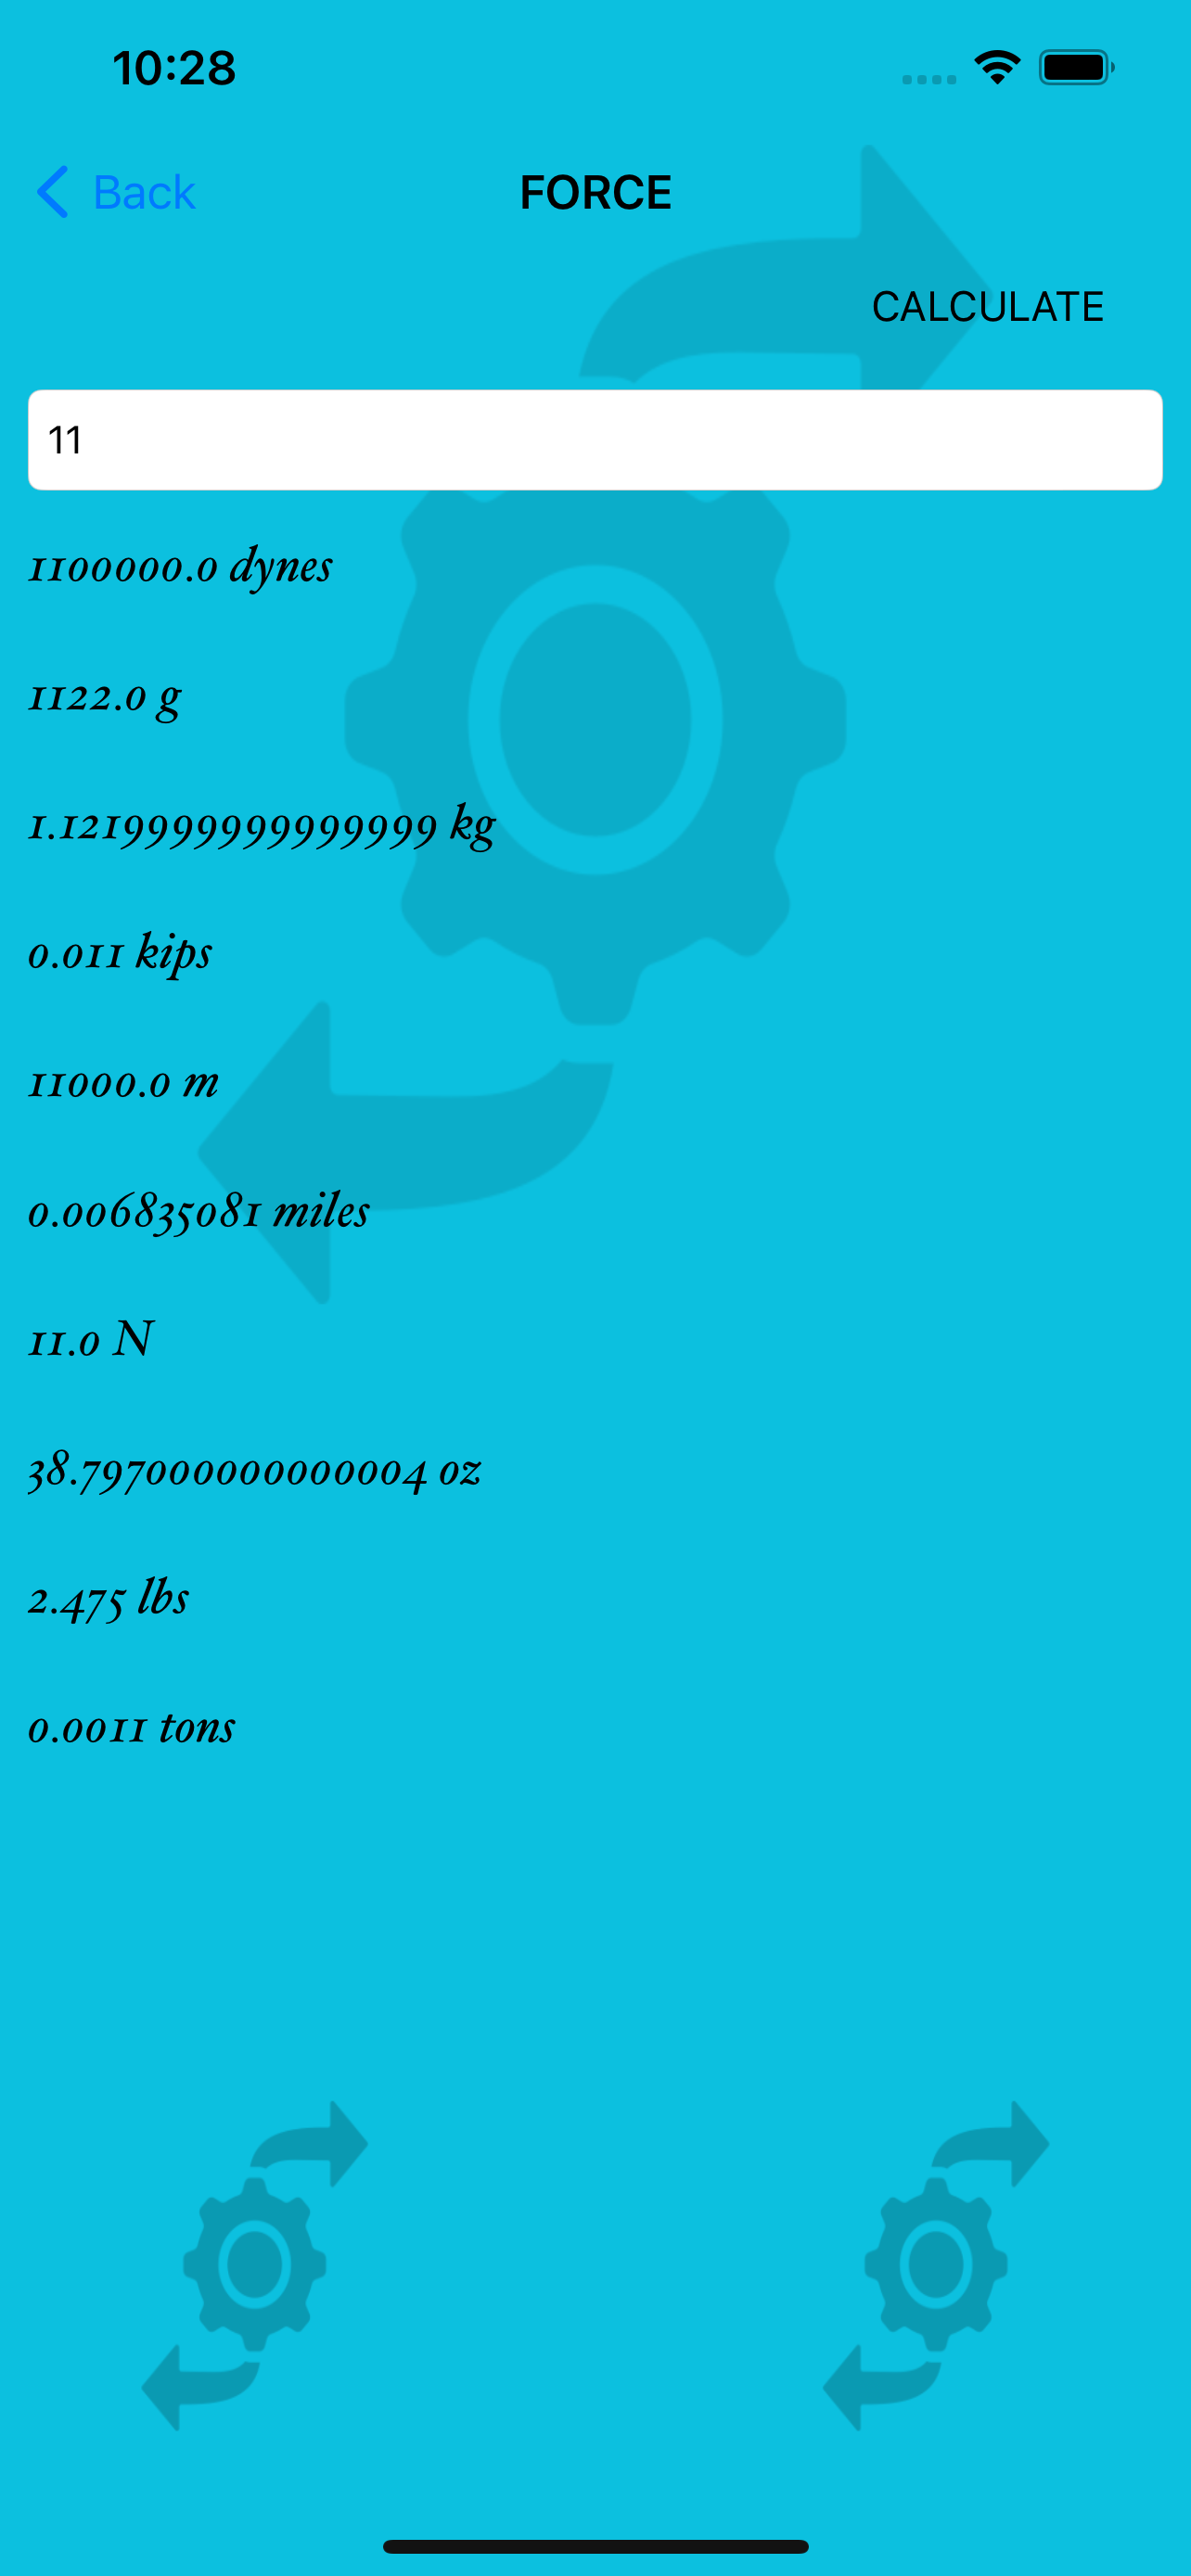 10:28
Back
FORCE
CALCULATE
11
1100000.0 dynes
1122.0 g
1.1219999999999999 kg
0.011 kips
11000.0 m
0.006835081 miles
11.0 N
38.797000000000004 oz
2.475 lbs
0.0011 tons